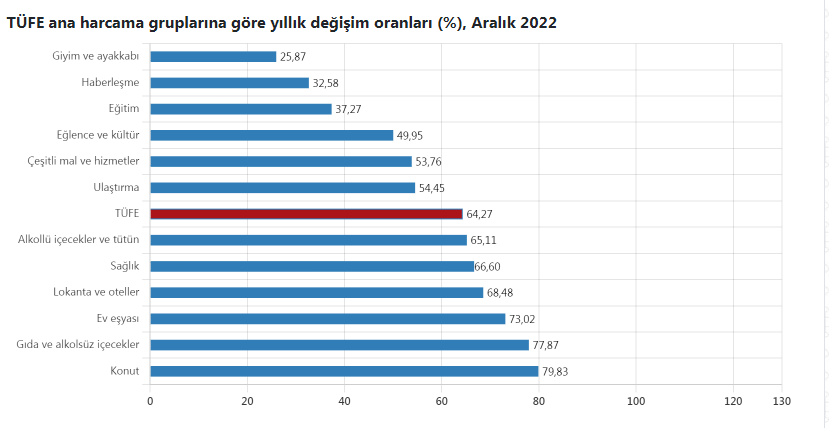 TÜFE ana harcama gruplarına göre yıllık değişim oranları (%), Aralık 2022
Giyim ve ayakkabı 25,87
Haberleşme 32,58
Eğitim 37,27
Eğlence ve kültür 49,95
Çeşitli mal ve hizmetler 53,76
Ulaştırma 54,45
TÜFE 64,27
Alkollü içecekler ve tütün 65,11
Sağlık 66,60
Lokanta ve oteller 68,48
Ev eşyası 73,02
Gıda ve alkolsüz içecekler 77,87
Konut 79,83
0 20 40 60 80 100 120 130